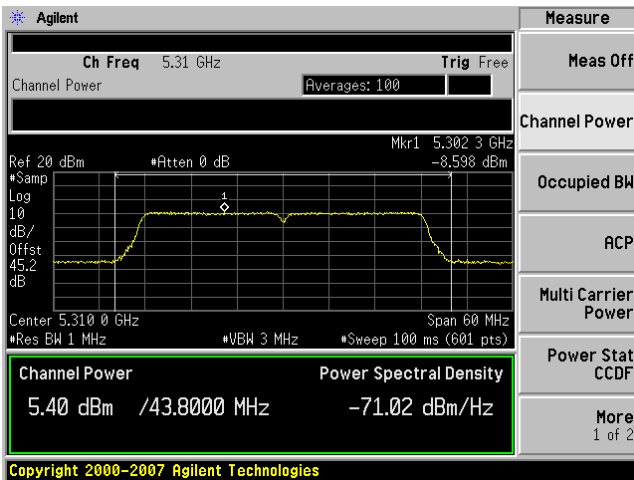 Agilent
Measure
Ch Freq 5.31 GHz Trig Free
Channel Power Averages: 100
Meas Off
Channel Power
Occupied BW
ACP
Multi Carrier
Power
Power Stat
CCDF
More
1 of 2
Mkr1 5.302 3 GHz
Ref 20 dBm #Atten 0 dB -8.598 dBm
#Samp
Log
10
dB/
Offst
45.2
dB
1
Center 5.310 0 GHz Span 60 MHz
#Res BW 1 MHz #VBW 3 MHz #Sweep 100 ms (601 pts)
Channel Power Power Spectral Density
5.40 dBm /43.8000 MHz -71.02 dBm/Hz
Copyright 2000-2007 Agilent Technologies